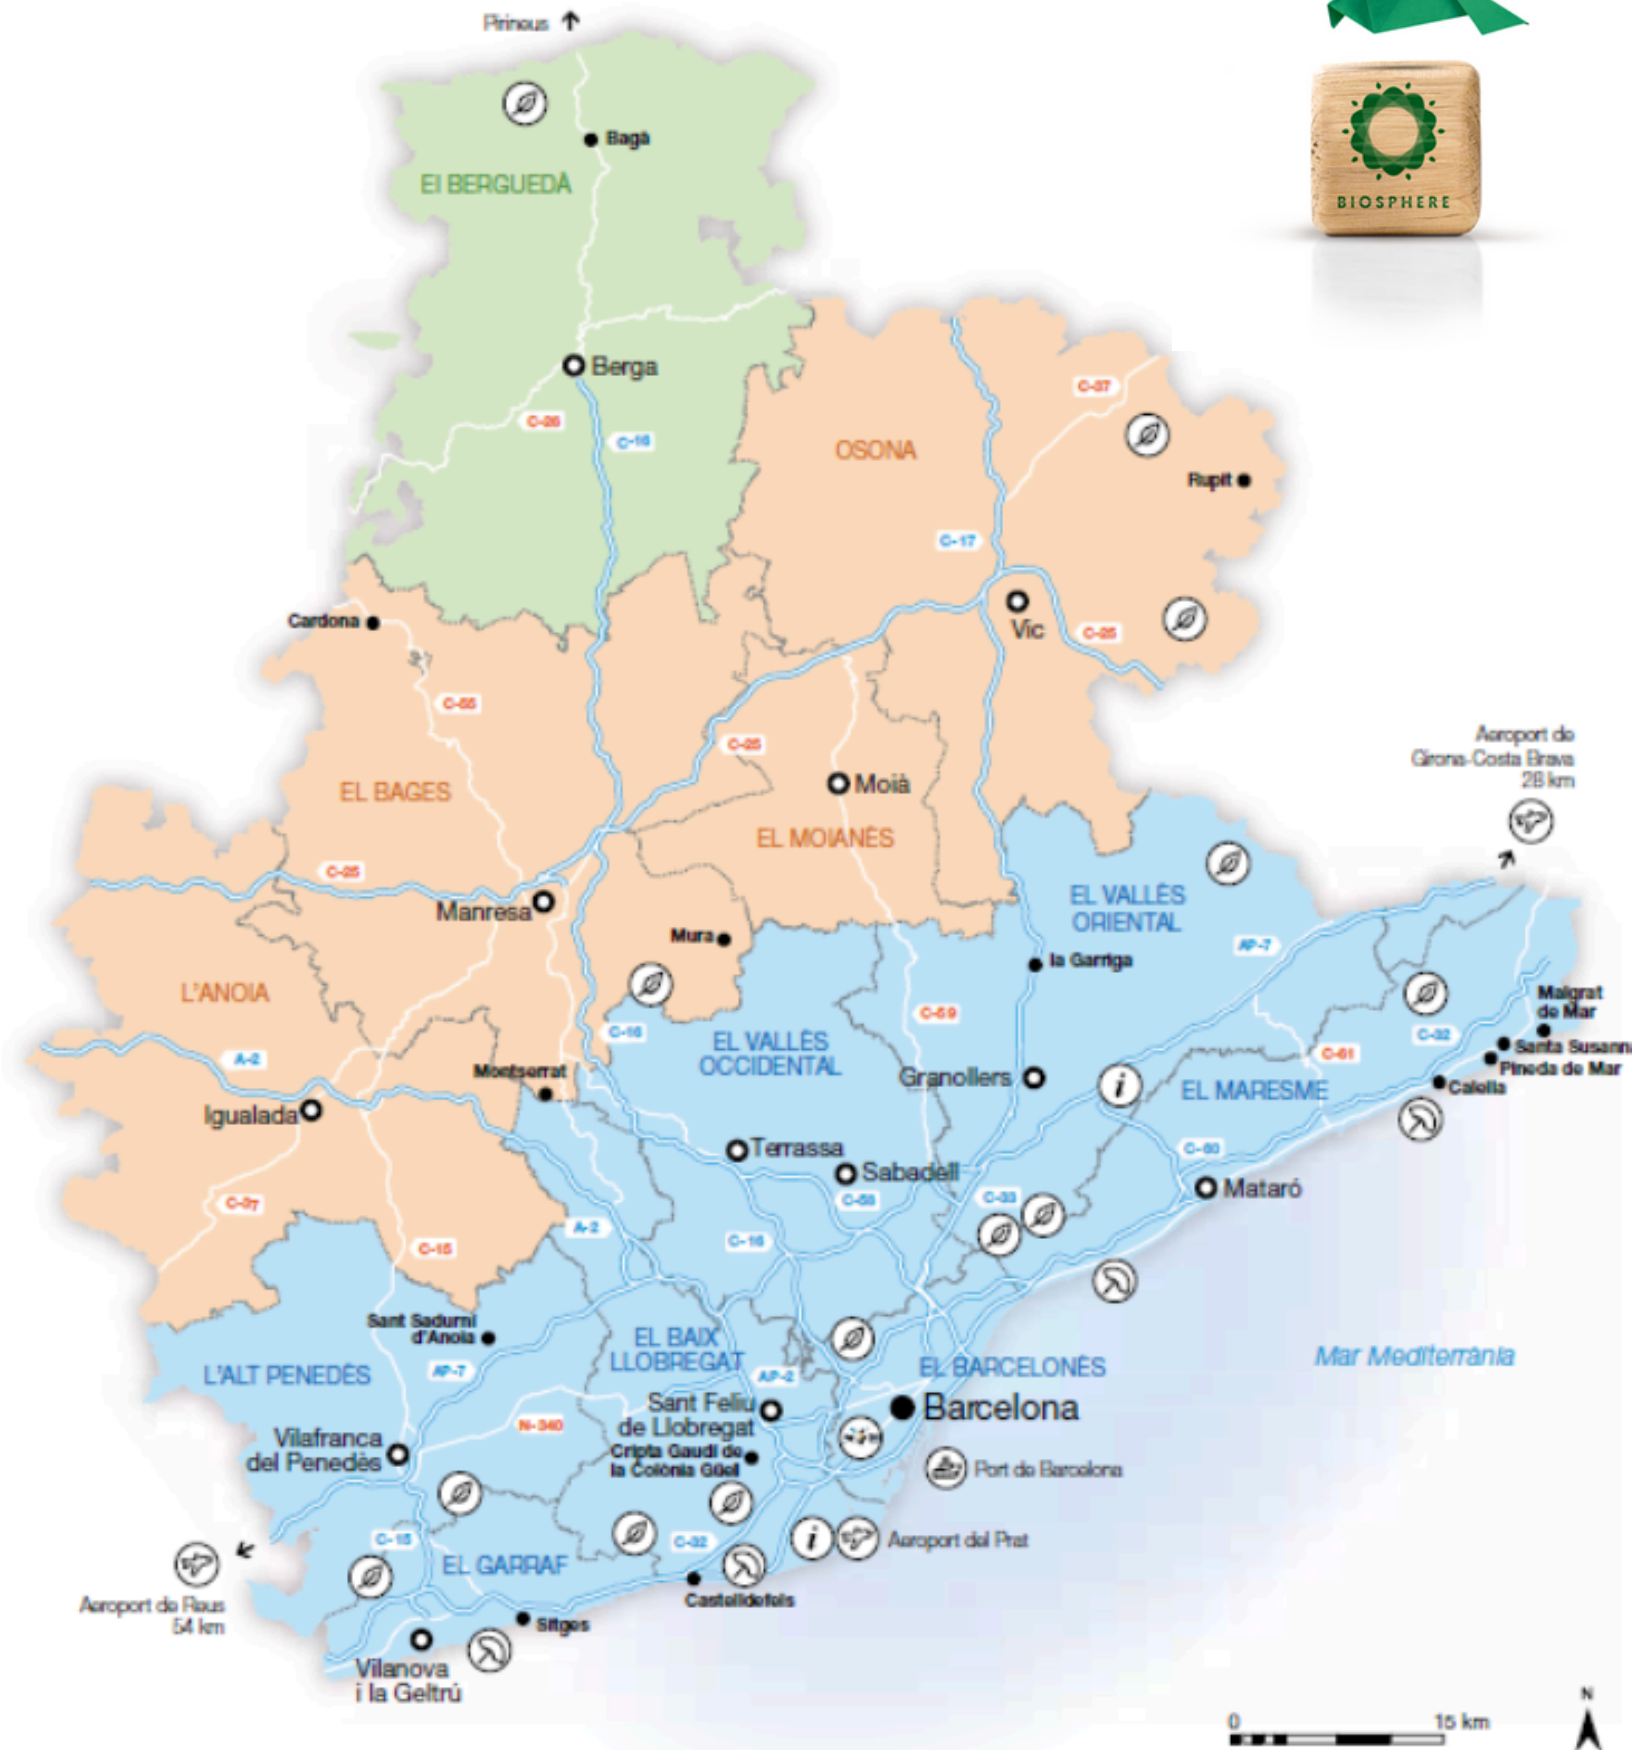 Pirineus
Bagà
El BERGUEDÀ
BIOSPHERE
Berga
C-26
C-16
C-37
OSONA
Rupit
C-17
Cardona
Vic
C-25
C-55
C-25
Aeroport de
Girona-Costa Brava
28 km
Moià
EL BAGES
EL MOIANÈS
C-25
EL VALLÈS
ORIENTAL
Manresa
Mura
AP-7
la Garriga
L'ANOIA
Malgrat
de Mar
C-59
C-16
C-32
EL VALLÈS
OCCIDENTAL
Santa Susanna
A-2
C-61
Pineda de Mar
Montserrat
Granollers
i
EL MARESME
Calella
Igualada
Terrassa
C-60
Sabadell
Mataró
C-37
C-58
C-33
A-2
C-16
C-15
Sant Sadurní
d'Anoia
EL BAIX
LLOBREGAT
Mar Mediterrània
L'ALT PENEDÈS
AP-7
AP-2
EL BARCELONÈS
Sant Feliu
de Llobregat
Barcelona
N-340
Vilafranca
del Penedès
Cripta Gaudí de
la Colònia Güell
Port de Barcelona
C-15
C-32
i
Aeroport del Prat
EL GARRAF
Aeroport de Reus
54 km
Castelldefels
Sitges
Vilanova
i la Geltrú
N
0
15 km